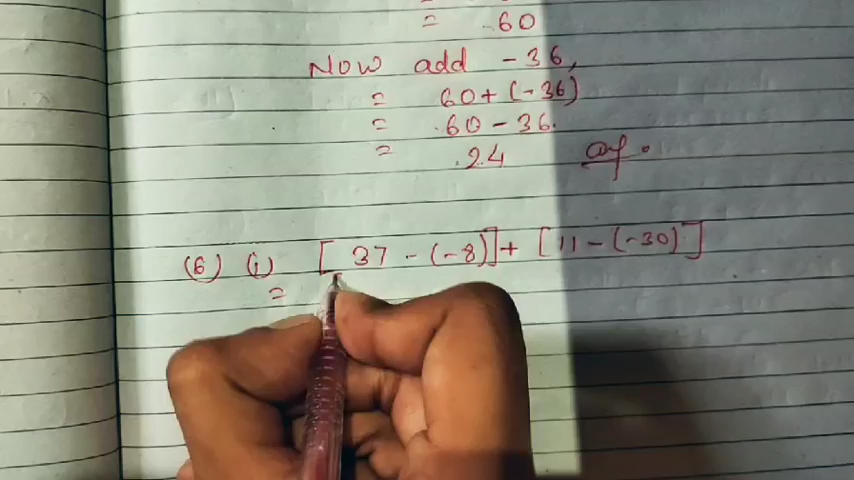 = 60
Now add -36,
= 60+(-36)
= 60-36.
= 24 ans.
(6) (i) [ 37 - (-8)] + [11-(-30)]
=